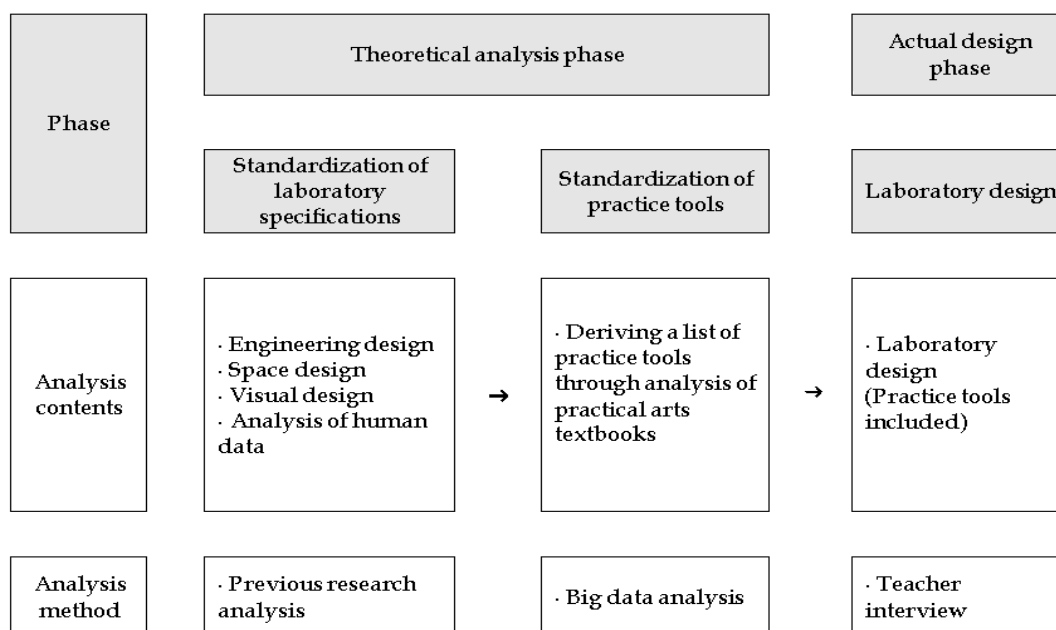 Phase
Theoretical analysis phase
Actual design
phase
Standardization of
laboratory
specifications
Standardization of
practice tools
Laboratory design
Analysis
contents
· Engineering design
· Space design
· Visual design
· Analysis of human
data
→
· Deriving a list of
practice tools
through analysis of
practical arts
textbooks
→
· Laboratory
design
(Practice tools
included)
Analysis
method
· Previous research
analysis
· Big data analysis
· Teacher
interview